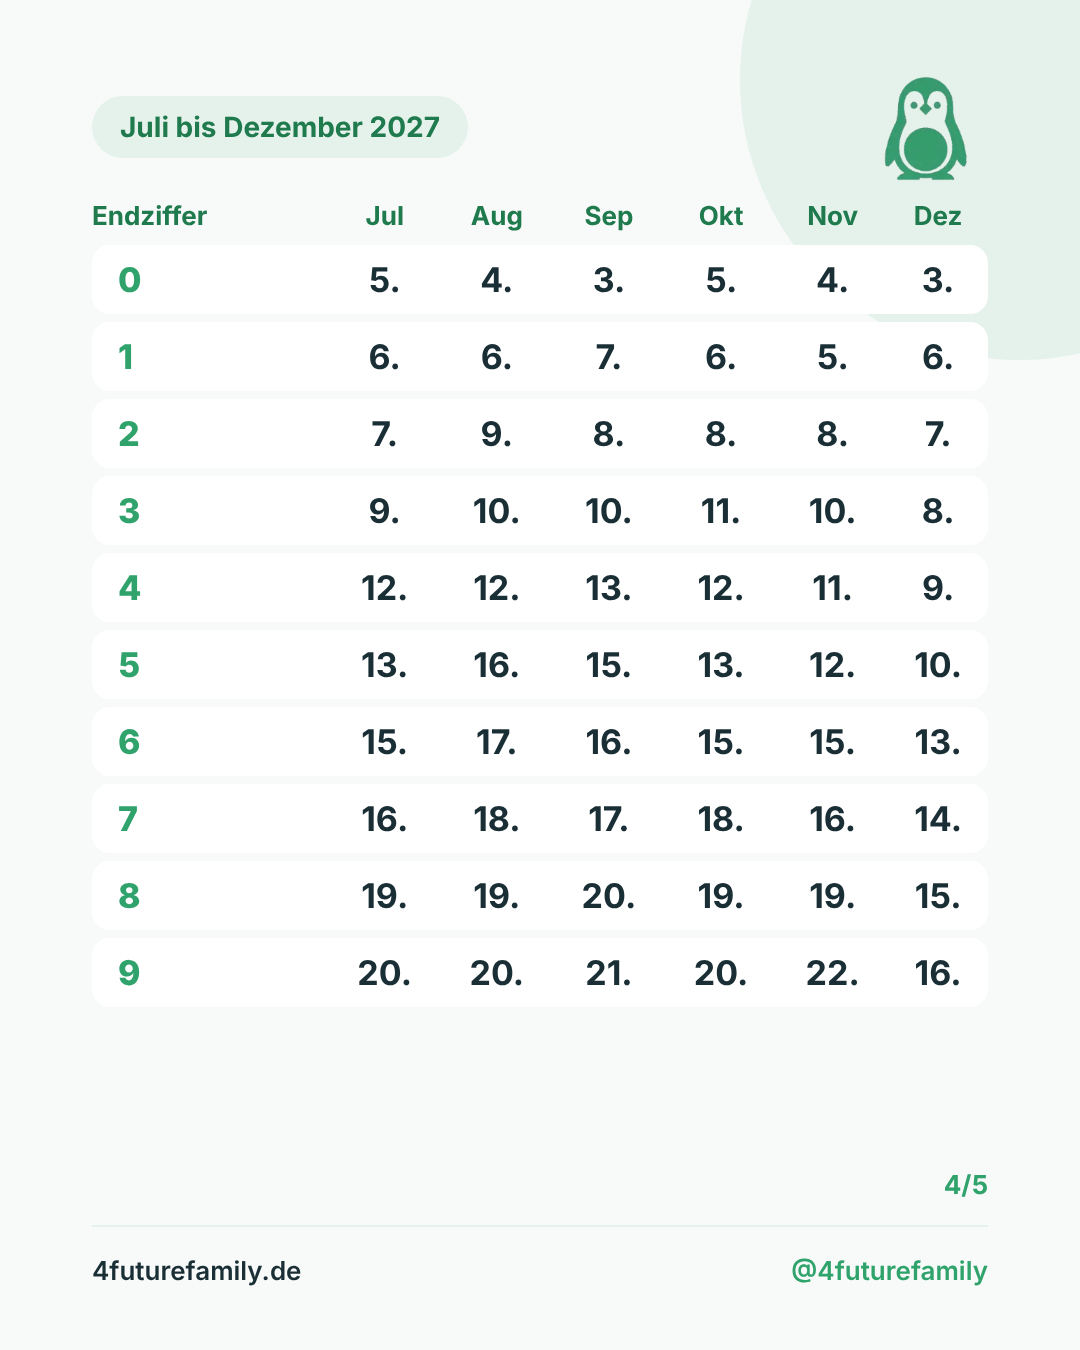 Juli bis Dezember 2027
Endziffer Jul Aug Sep Okt Nov Dez
0 5. 4. 3. 5. 4. 3.
1 6. 6. 7. 6. 5. 6.
2 7. 9. 8. 8. 8. 7.
3 9. 10. 10. 11. 10. 8.
4 12. 12. 13. 12. 11. 9.
5 13. 16. 15. 13. 12. 10.
6 15. 17. 16. 15. 15. 13.
7 16. 18. 17. 18. 16. 14.
8 19. 19. 20. 19. 19. 15.
9 20. 20. 21. 20. 22. 16.
4/5
4futurefamily.de @4futurefamily